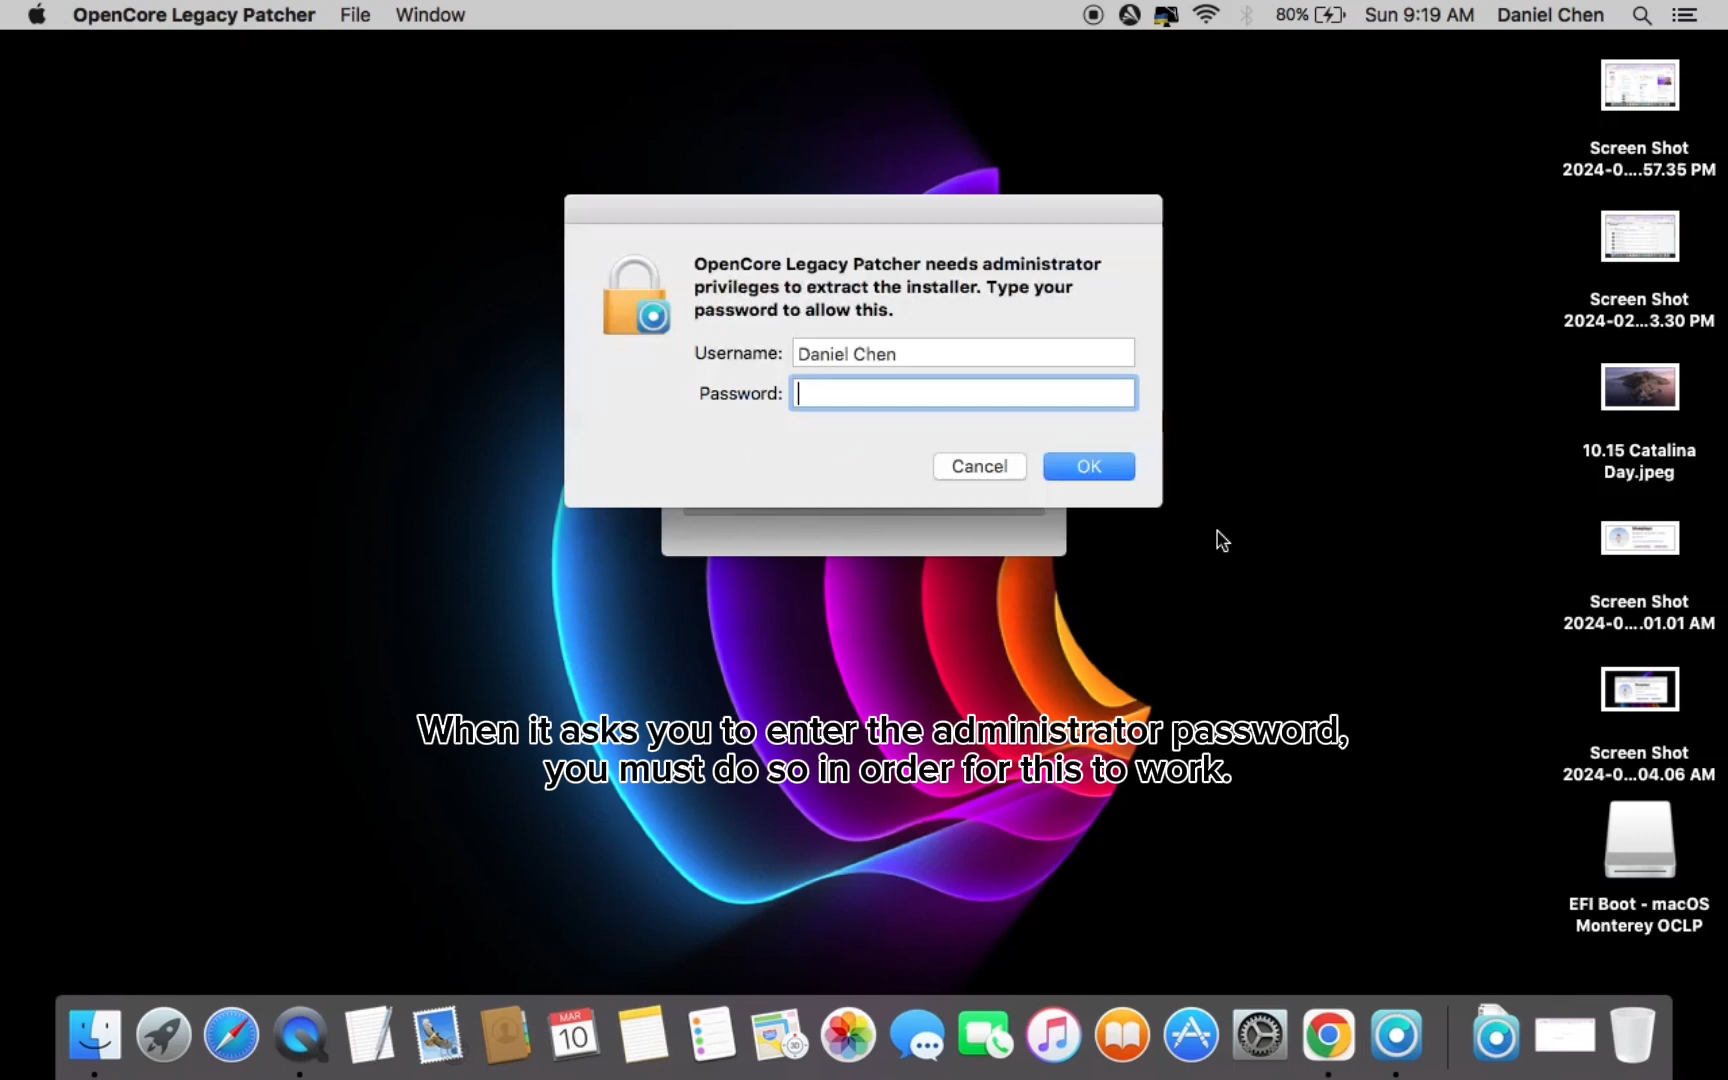 OpenCore Legacy Patcher File Window 80% Sun 9:19 AM Daniel Chen
OpenCore Legacy Patcher needs administrator
privileges to extract the installer. Type your
password to allow this.
Username: Daniel Chen
Password:
Cancel OK
When it asks you to enter the administrator password,
you must do so in order for this to work.
Screen Shot
2024-0....57.35 PM
Screen Shot
2024-02...3.30 PM
10.15 Catalina
Day.jpeg
Screen Shot
2024-0....01.01 AM
Screen Shot
2024-0...04.06 AM
EFI Boot - macOS
Monterey OCLP
MAR
10
3D